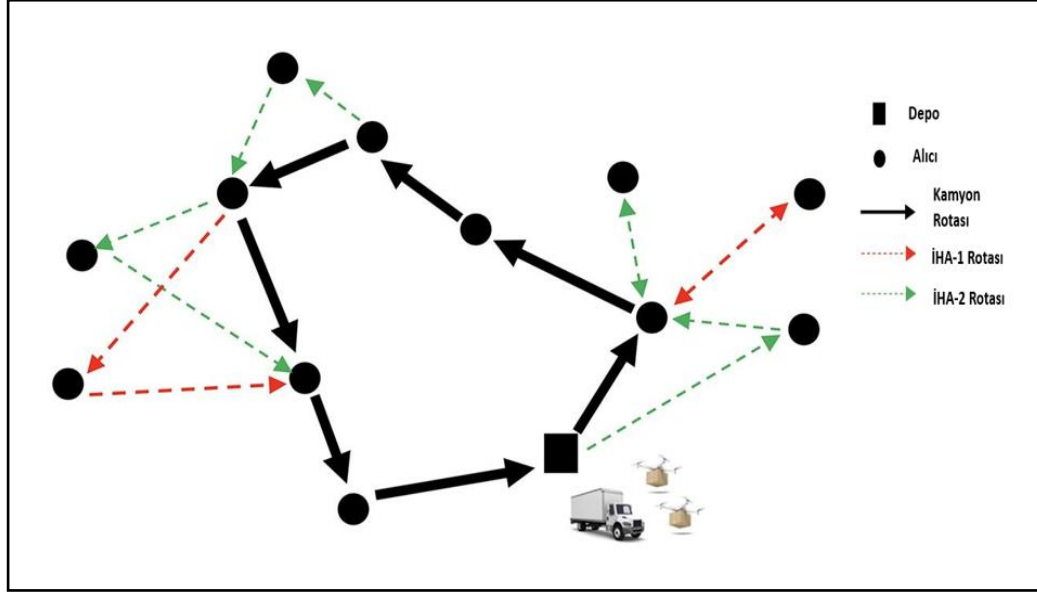 Depo
Alıcı
Kamyon
Rotası
İHA-1 Rotası
İHA-2 Rotası